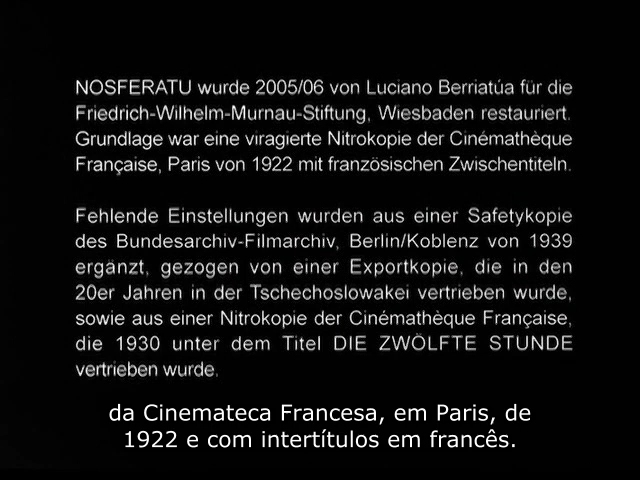 NOSFERATU wurde 2005/06 von Luciano Berriatúa für die
Friedrich-Wilhelm-Murnau-Stiftung, Wiesbaden restauriert.
Grundlage war eine viragierte Nitrokopie der Cinémathèque
Française, Paris von 1922 mit französischen Zwischentiteln.
Fehlende Einstellungen wurden aus einer Safetykopie
des Bundesarchiv-Filmarchiv, Berlin/Koblenz von 1939
ergänzt, gezogen von einer Exportkopie, die in den
20er Jahren in der Tschechoslowakei vertrieben wurde,
sowie aus einer Nitrokopie der Cinémathèque Française,
die 1930 unter dem Titel DIE ZWÖLFTE STUNDE
vertrieben wurde.
da Cinemateca Francesa, em Paris, de
1922 e com intertítulos em francês.